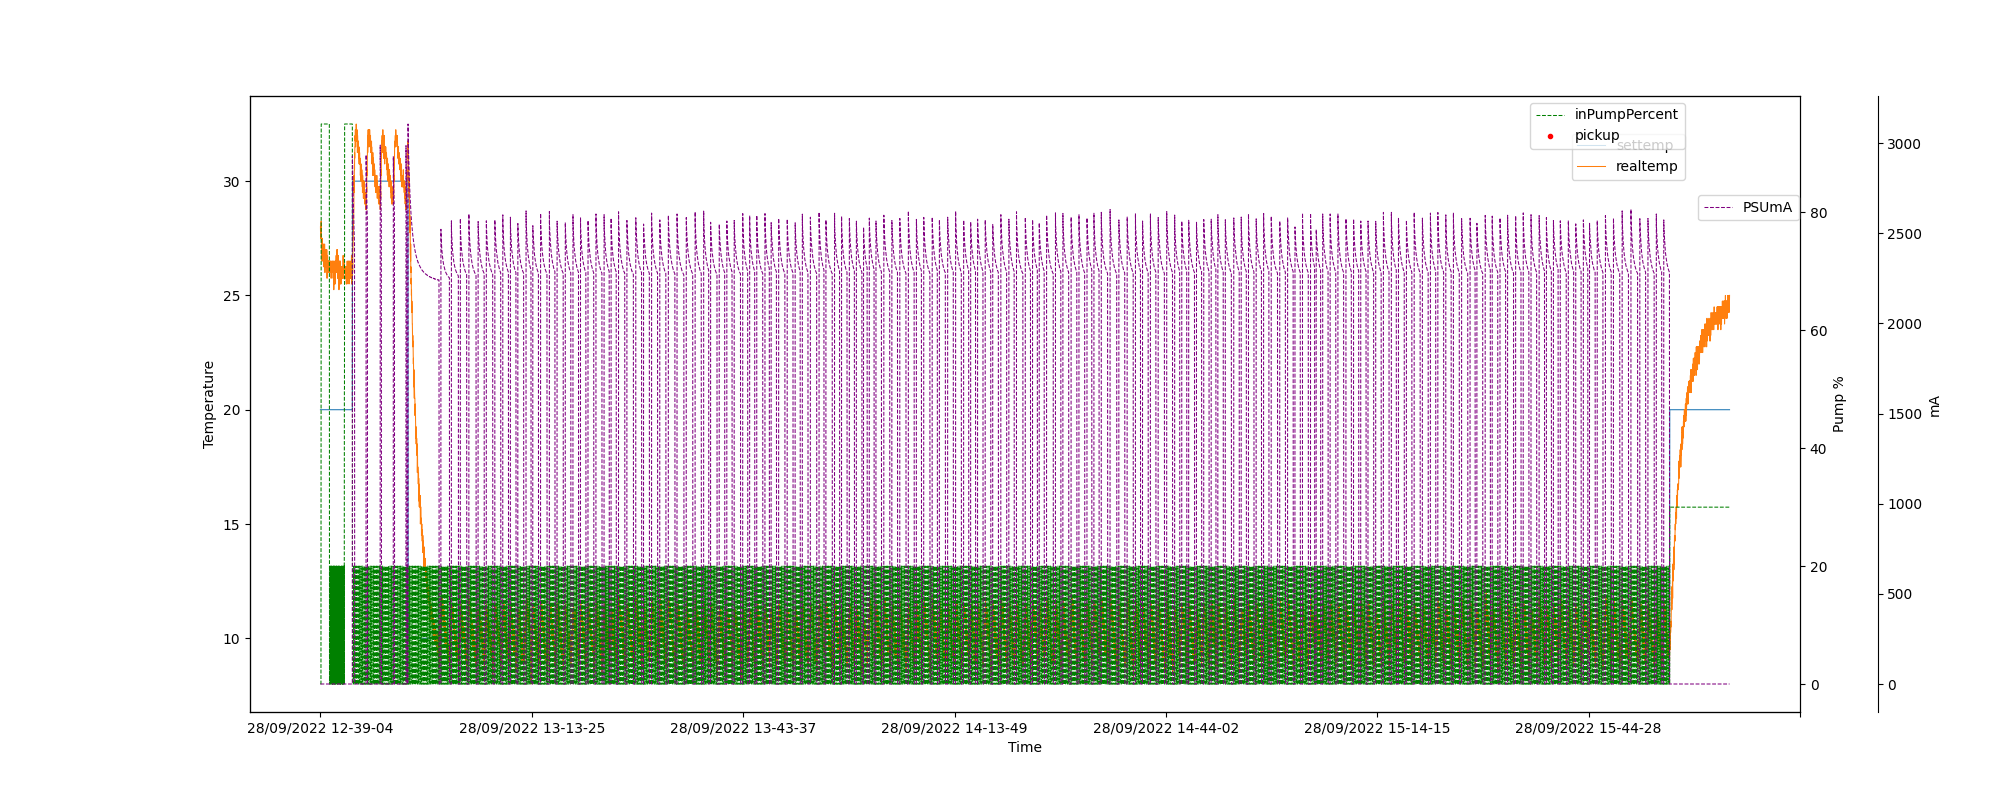 inPumpPercent
pickup
settemp
realtemp
PSUmA
30
25
20
15
10
Temperature
80
60
40
20
0
Pump %
3000
2500
2000
1500
1000
500
0
mA
28/09/2022 12-39-04
28/09/2022 13-13-25
28/09/2022 13-43-37
28/09/2022 14-13-49
28/09/2022 14-44-02
28/09/2022 15-14-15
28/09/2022 15-44-28
Time